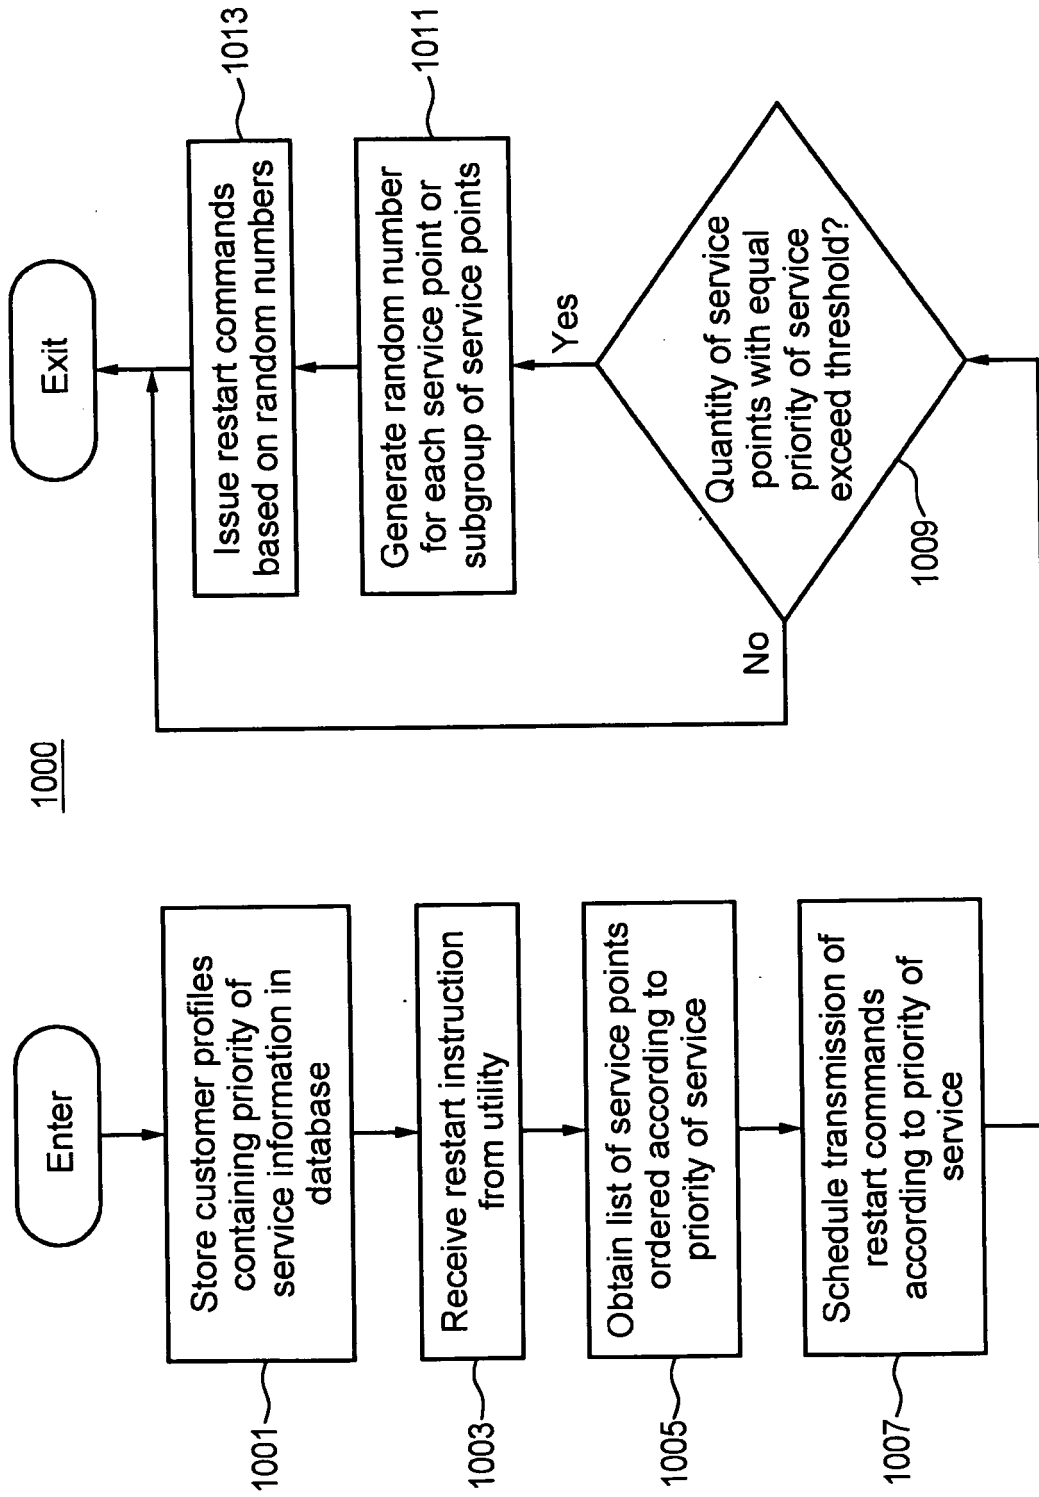 1000
Enter
Store customer profiles
containing priority of
service information in
database
1001
Receive restart instruction
from utility
1003
Obtain list of service points
ordered according to
priority of service
1005
Schedule transmission of
restart commands
according to priority of
service
1007
Quantity of service
points with equal
priority of service
exceed threshold?
1009
No
Yes
Generate random number
for each service point or
subgroup of service points
1011
Issue restart commands
based on random numbers
1013
Exit